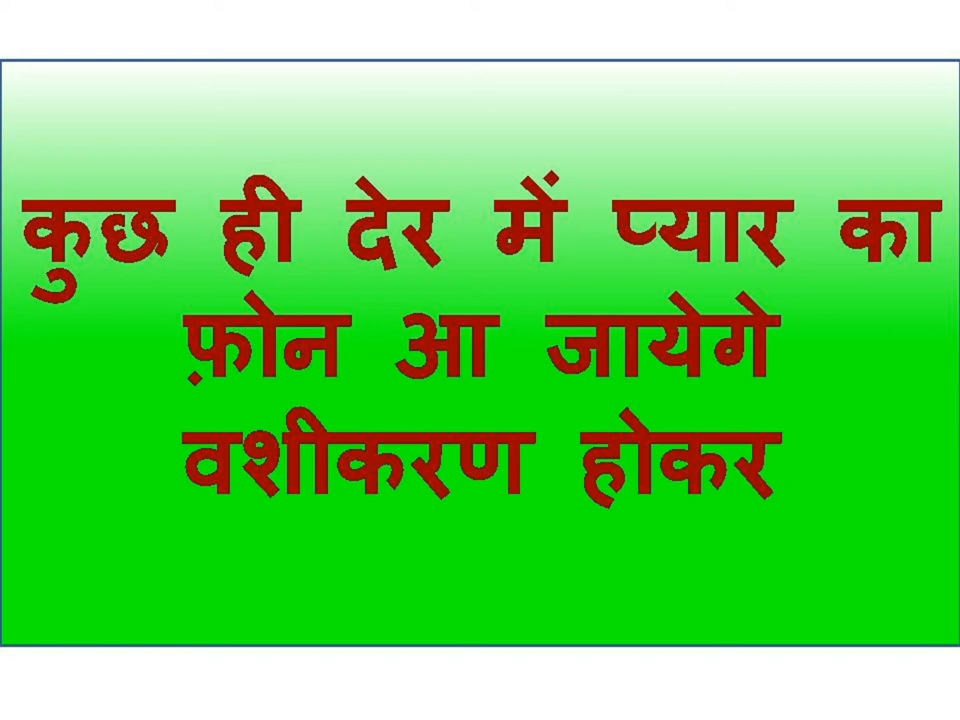 कुछ ही देर में प्यार का
फ़ोन आ जायेगे
वशीकरण होकर